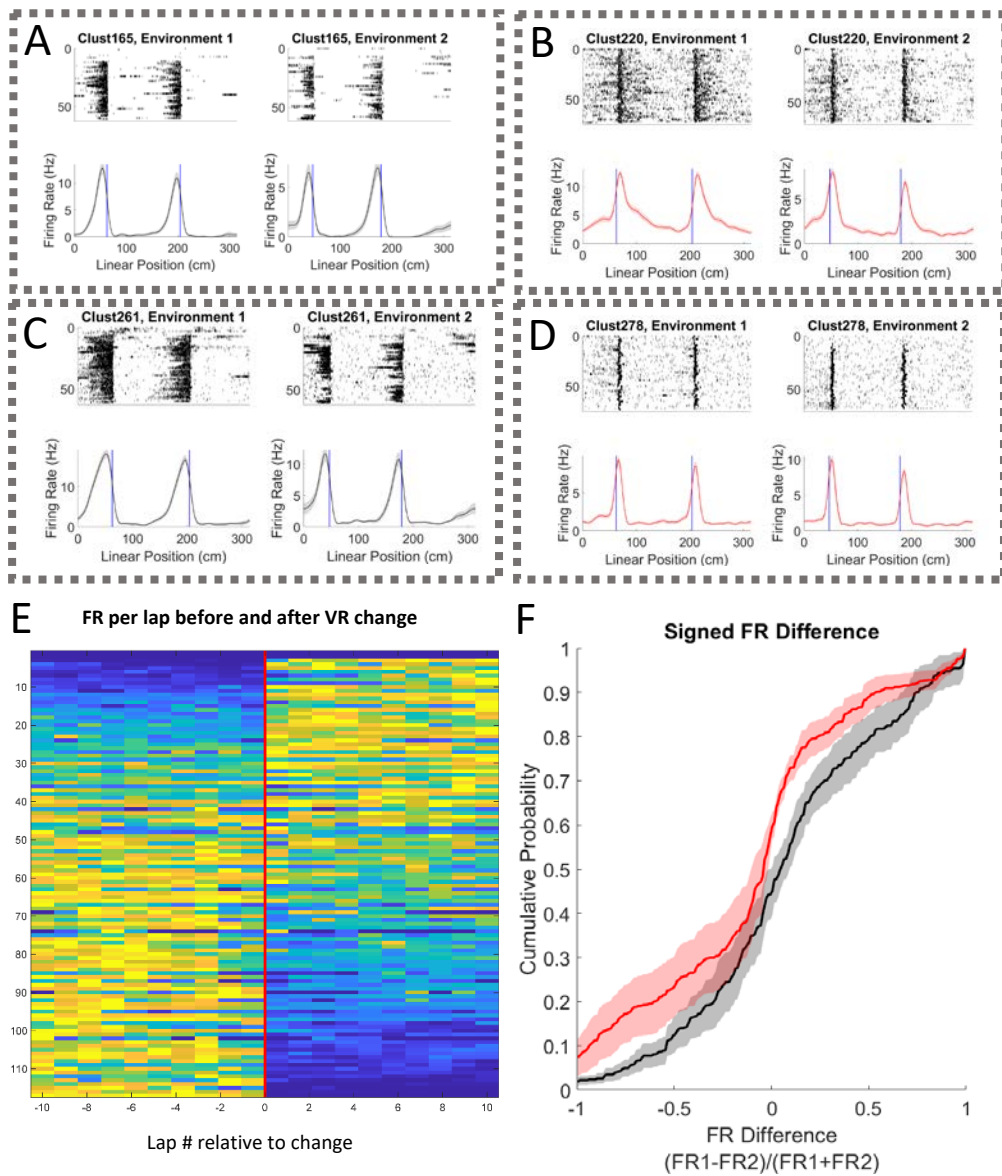 A
Clust165, Environment 1
Clust165, Environment 2
0
50
0
50
Firing Rate (Hz)
10
5
0
0 100 200 300
Linear Position (cm)
5
0
0 100 200 300
Linear Position (cm)
B
Clust220, Environment 1
Clust220, Environment 2
0
50
0
50
Firing Rate (Hz)
10
5
0
0 100 200 300
Linear Position (cm)
10
5
0
0 100 200 300
Linear Position (cm)
C
Clust261, Environment 1
Clust261, Environment 2
0
50
0
50
Firing Rate (Hz)
10
0
0 100 200 300
Linear Position (cm)
Firing Rate (Hz)
10
5
0
0 100 200 300
Linear Position (cm)
D
Clust278, Environment 1
Clust278, Environment 2
0
50
0
50
Firing Rate (Hz)
5
0
0 100 200 300
Linear Position (cm)
Firing Rate (Hz)
10
5
0
0 100 200 300
Linear Position (cm)
E
FR per lap before and after VR change
10
20
30
40
50
60
70
80
90
100
110
-10 -8 -6 -4 -2 0 2 4 6 8 10
Lap # relative to change
F
Signed FR Difference
Cumulative Probability
1
0.9
0.8
0.7
0.6
0.5
0.4
0.3
0.2
0.1
0
-1 -0.5 0 0.5 1
FR Difference
(FR1-FR2)/(FR1+FR2)